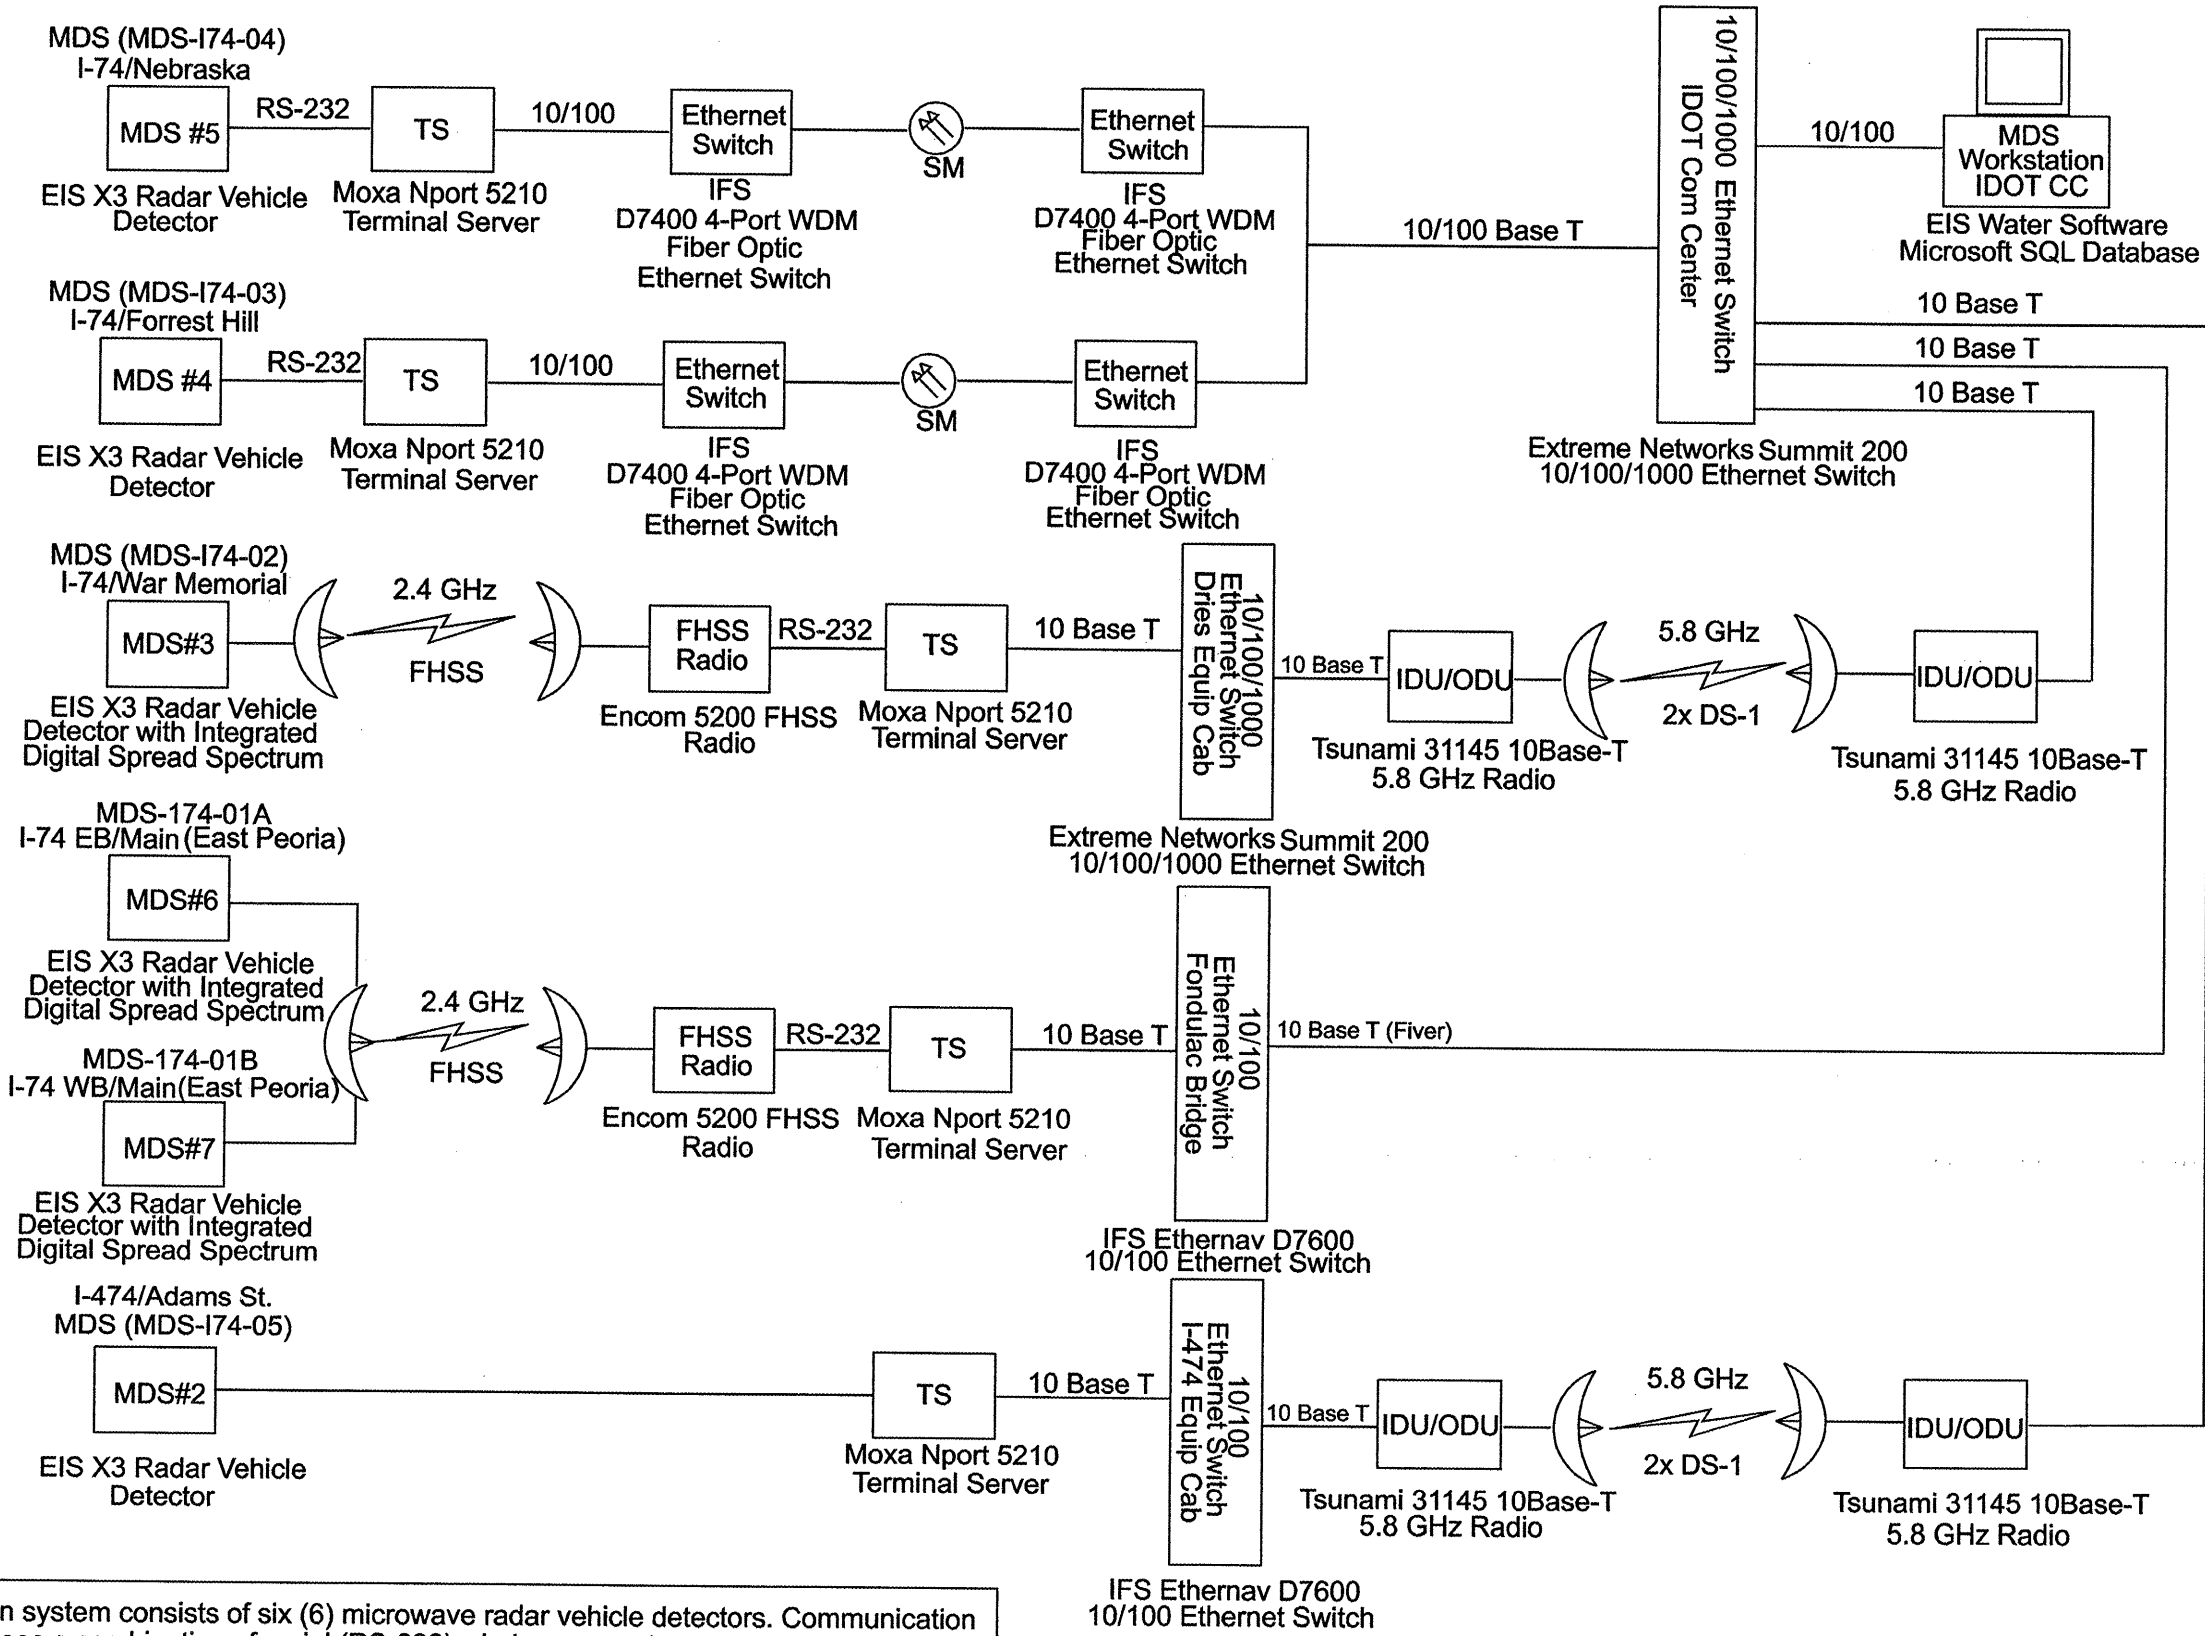 MDS (MDS-I74-04)
I-74/Nebraska
MDS #5
RS-232
TS
10/100
Ethernet
Switch
SM
Ethernet
Switch
EIS X3 Radar Vehicle
Detector
Moxa Nport 5210
Terminal Server
IFS
D7400 4-Port WDM
Fiber Optic
Ethernet Switch
IFS
D7400 4-Port WDM
Fiber Optic
Ethernet Switch
10/100 Base T
10/100/1000 Ethernet Switch
IDOT Com Center
10/100
MDS
Workstation
IDOT CC
EIS Water Software
Microsoft SQL Database
10 Base T
10 Base T
10 Base T
Extreme Networks Summit 200
10/100/1000 Ethernet Switch
MDS (MDS-I74-03)
I-74/Forrest Hill
MDS #4
RS-232
TS
10/100
Ethernet
Switch
SM
Ethernet
Switch
EIS X3 Radar Vehicle
Detector
Moxa Nport 5210
Terminal Server
IFS
D7400 4-Port WDM
Fiber Optic
Ethernet Switch
IFS
D7400 4-Port WDM
Fiber Optic
Ethernet Switch
MDS (MDS-I74-02)
I-74/War Memorial
MDS#3
2.4 GHz
FHSS
FHSS
Radio
RS-232
TS
10 Base T
10/100/1000
Ethernet Switch
Dries Equip Cab
10 Base T
IDU/ODU
5.8 GHz
2x DS-1
IDU/ODU
EIS X3 Radar Vehicle
Detector with Integrated
Digital Spread Spectrum
Encom 5200 FHSS
Radio
Moxa Nport 5210
Terminal Server
Tsunami 31145 10Base-T
5.8 GHz Radio
Tsunami 31145 10Base-T
5.8 GHz Radio
Extreme Networks Summit 200
10/100/1000 Ethernet Switch
MDS-174-01A
I-74 EB/Main (East Peoria)
MDS#6
EIS X3 Radar Vehicle
Detector with Integrated
Digital Spread Spectrum
2.4 GHz
FHSS
FHSS
Radio
RS-232
TS
10 Base T
10/100
Ethernet Switch
Fondulac Bridge
10 Base T (Fiver)
MDS-174-01B
I-74 WB/Main(East Peoria)
MDS#7
Encom 5200 FHSS
Radio
Moxa Nport 5210
Terminal Server
EIS X3 Radar Vehicle
Detector with Integrated
Digital Spread Spectrum
IFS Ethernav D7600
10/100 Ethernet Switch
I-474/Adams St.
MDS (MDS-I74-05)
MDS#2
TS
10 Base T
10/100
Ethernet Switch
I-474 Equip Cab
10 Base T
IDU/ODU
5.8 GHz
2x DS-1
IDU/ODU
EIS X3 Radar Vehicle
Detector
Moxa Nport 5210
Terminal Server
Tsunami 31145 10Base-T
5.8 GHz Radio
Tsunami 31145 10Base-T
5.8 GHz Radio
IFS Ethernav D7600
10/100 Ethernet Switch
n system consists of six (6) microwave radar vehicle detectors. Communication